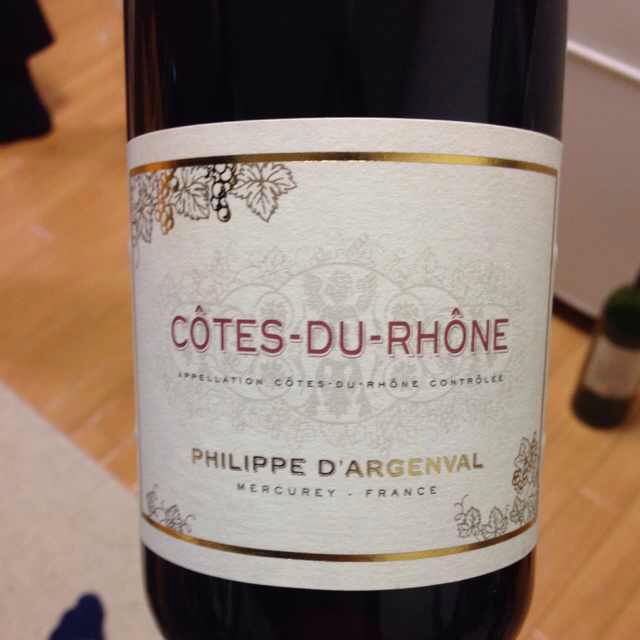 CÔTES-DU-RHÔNE
APPELLATION CÔTES-DU-RHÔNE CONTRÔLÉE
PHILIPPE D'ARGENVAL
MERCUREY - FRANCE